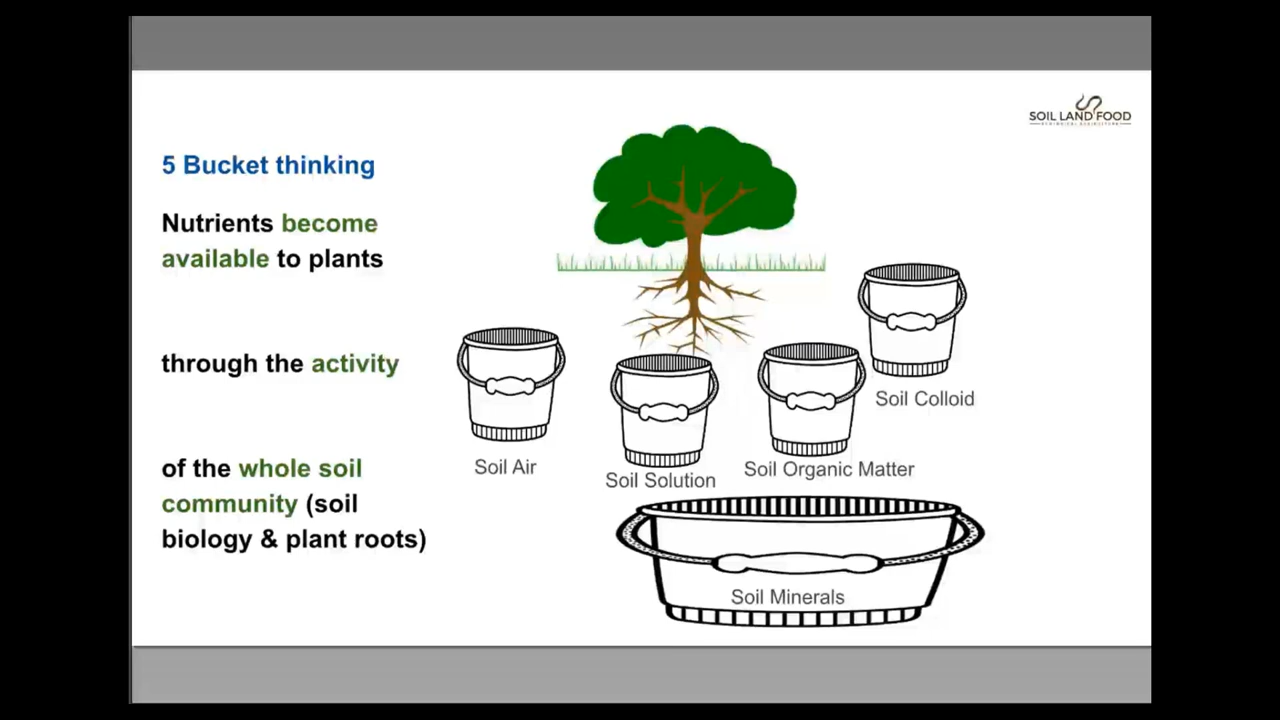 SOIL LAND FOOD
5 Bucket thinking
Nutrients become
available to plants
through the activity
of the whole soil
community (soil
biology & plant roots)
Soil Colloid
Soil Air
Soil Solution
Soil Organic Matter
Soil Minerals